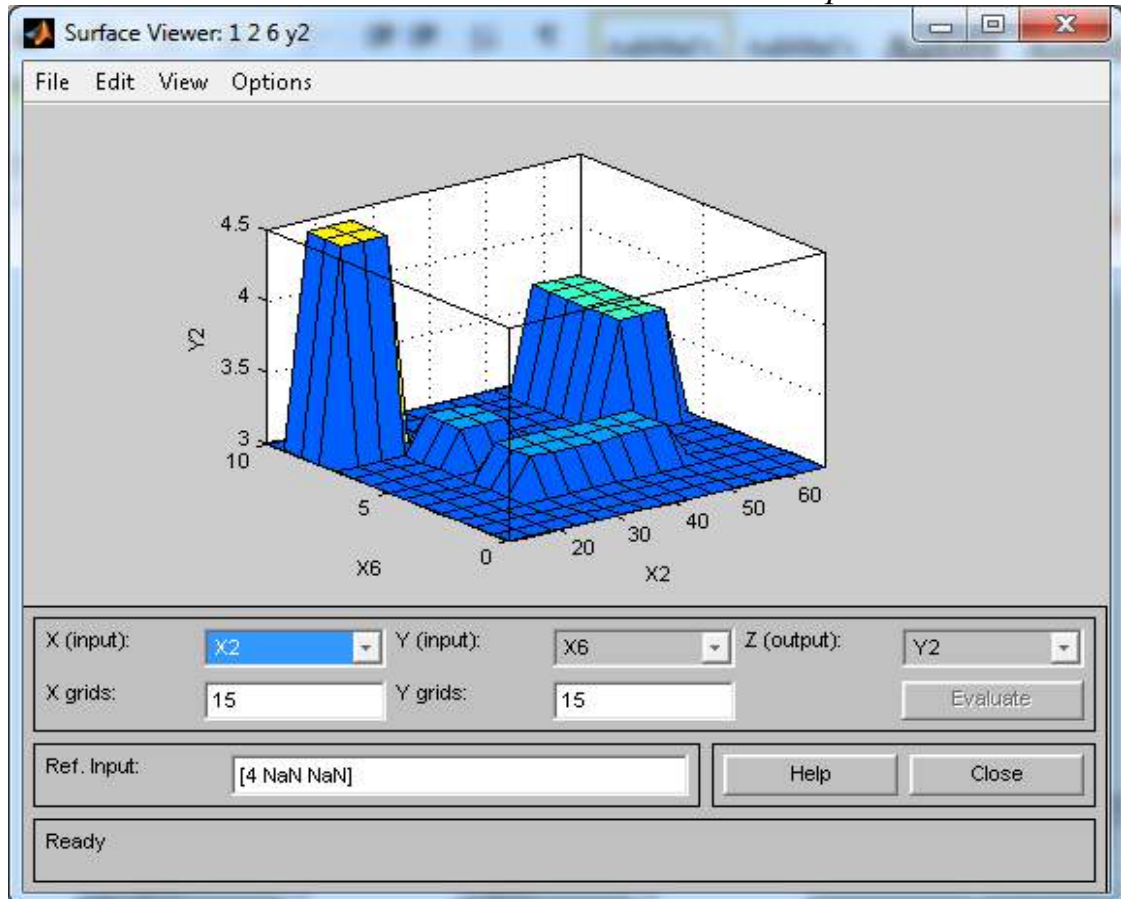 Surface Viewer: 1 2 6 y2
File Edit View Options
4.5
4
3.5
3
Y2
10
5
0
X6
20
30
40
50
60
X2
X (input): X2 Y (input): X6 Z (output): Y2
X grids: 15 Y grids: 15 Evaluate
Ref. Input: [4 NaN NaN] Help Close
Ready